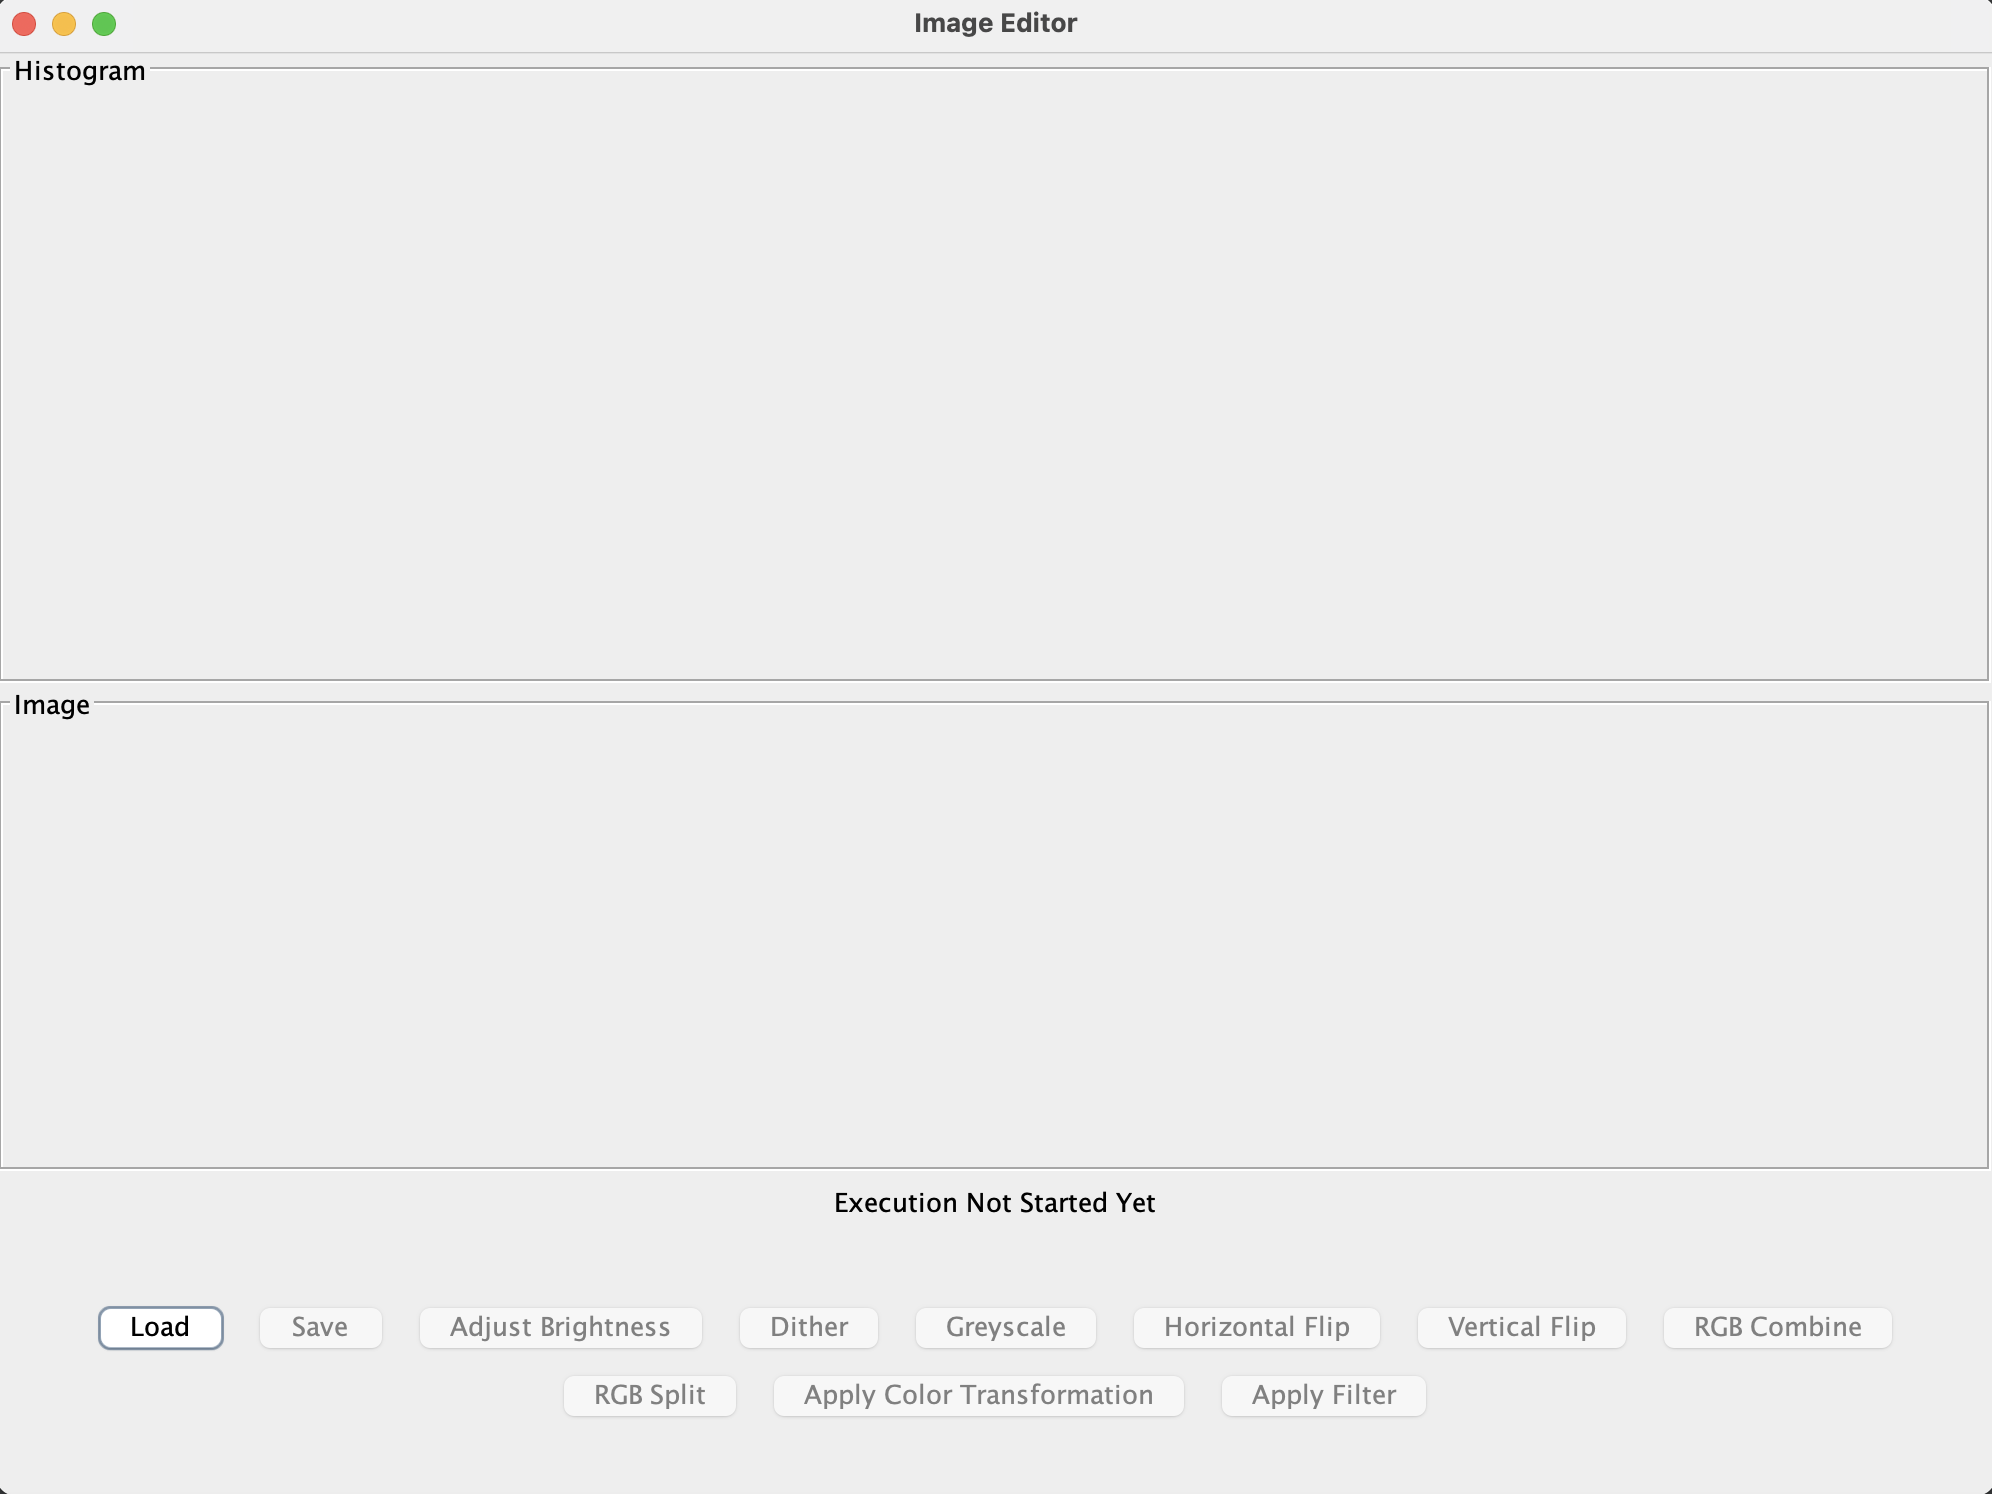 Image Editor
Histogram
Image
Execution Not Started Yet
Load Save Adjust Brightness Dither Greyscale Horizontal Flip Vertical Flip RGB Combine
RGB Split Apply Color Transformation Apply Filter